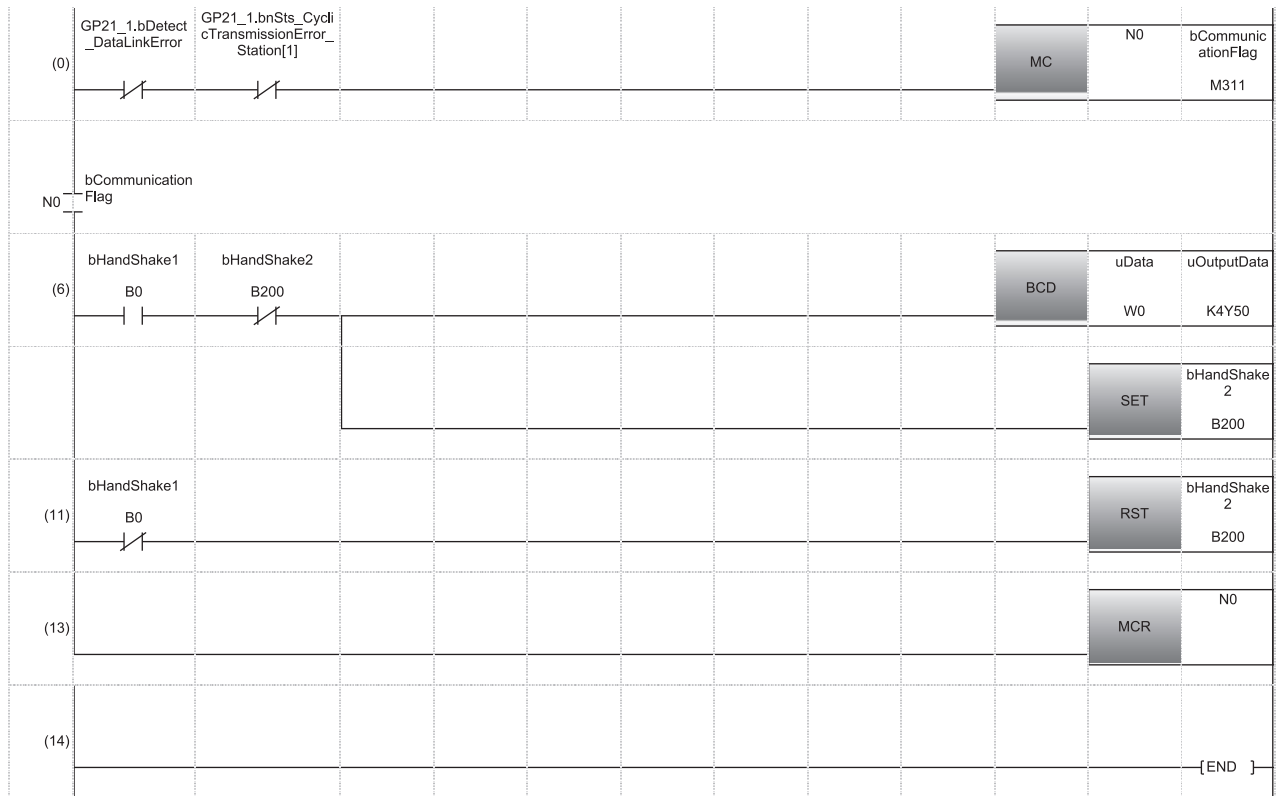 GP21_1.bDetect
_DataLinkError
GP21_1.bnSts_Cycli
cTransmissionError_
Station[1]
(0)
MC
N0
bCommunic
ationFlag
M311
N0
bCommunication
Flag
(6)
bHandShake1
B0
bHandShake2
B200
BCD
uData
W0
uOutputData
K4Y50
SET
bHandShake
2
B200
(11)
bHandShake1
B0
RST
bHandShake
2
B200
(13)
MCR
N0
(14)
[END ]